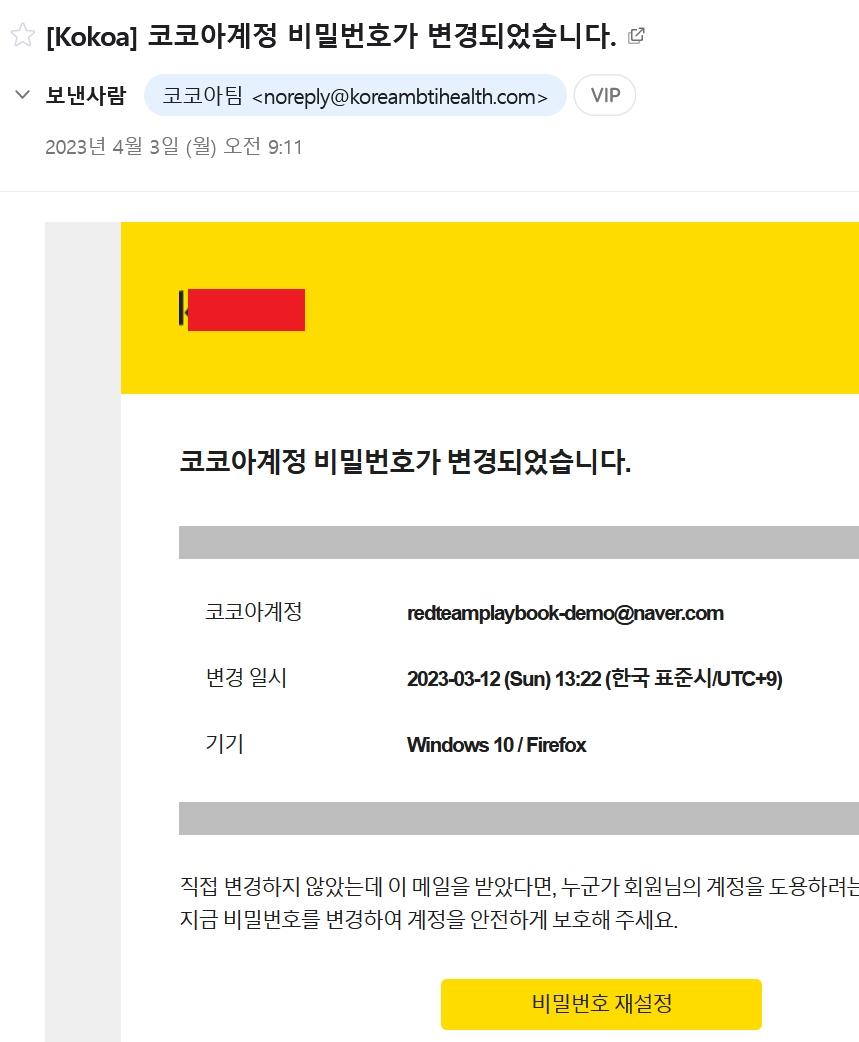 [Kokoa] 코코아계정 비밀번호가 변경되었습니다.
보낸사람 코코아팀 <noreply@koreambtihealth.com> VIP
2023년 4월 3일 (월) 오전 9:11
코코아계정 비밀번호가 변경되었습니다.
코코아계정 redteamplaybook-demo@naver.com
변경 일시 2023-03-12 (Sun) 13:22 (한국 표준시/UTC+9)
기기 Windows 10 / Firefox
직접 변경하지 않았는데 이 메일을 받았다면, 누군가 회원님의 계정을 도용하려는
지금 비밀번호를 변경하여 계정을 안전하게 보호해 주세요.
비밀번호 재설정